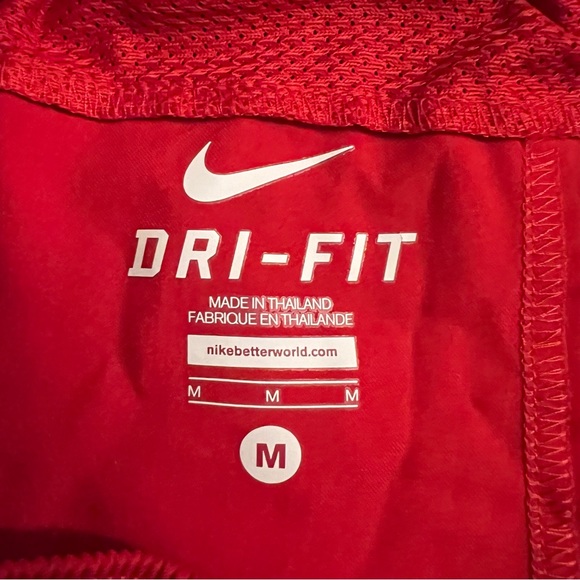 DRI-FIT
MADE IN THAILAND
FABRIQUE EN THAILANDE
nikebetterworld.com
M M M
M